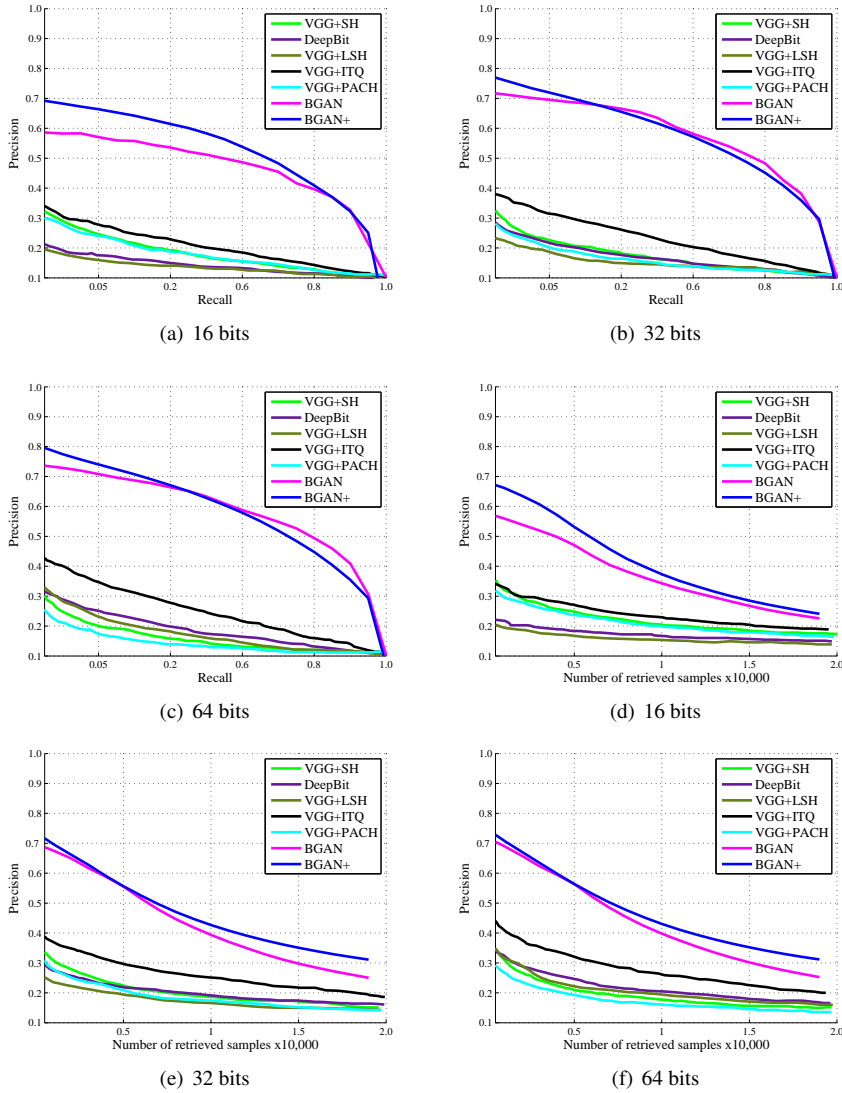 1.0
0.9
0.8
0.7
0.6
0.5
0.4
0.3
0.2
0.1
Precision
0.05 0.2 0.6 0.8 1.0
Recall
VGG+SH
DeepBit
VGG+LSH
VGG+ITQ
VGG+PACH
BGAN
BGAN+
(a) 16 bits
1.0
0.9
0.8
0.7
0.6
0.5
0.4
0.3
0.2
0.1
Precision
0.05 0.2 0.6 0.8 1.0
Recall
VGG+SH
DeepBit
VGG+LSH
VGG+ITQ
VGG+PACH
BGAN
BGAN+
(b) 32 bits
1.0
0.9
0.8
0.7
0.6
0.5
0.4
0.3
0.2
0.1
Precision
0.05 0.2 0.6 0.8 1.0
Recall
VGG+SH
DeepBit
VGG+LSH
VGG+ITQ
VGG+PACH
BGAN
BGAN+
(c) 64 bits
1.0
0.9
0.8
0.7
0.6
0.5
0.4
0.3
0.2
0.1
Precision
0.5 1 1.5 2.0
Number of retrieved samples x10,000
VGG+SH
DeepBit
VGG+LSH
VGG+ITQ
VGG+PACH
BGAN
BGAN+
(d) 16 bits
1.0
0.9
0.8
0.7
0.6
0.5
0.4
0.3
0.2
0.1
Precision
0.5 1 1.5 2.0
Number of retrieved samples x10,000
VGG+SH
DeepBit
VGG+LSH
VGG+ITQ
VGG+PACH
BGAN
BGAN+
(e) 32 bits
1.0
0.9
0.8
0.7
0.6
0.5
0.4
0.3
0.2
0.1
Precision
0.5 1 1.5 2.0
Number of retrieved samples x10,000
VGG+SH
DeepBit
VGG+LSH
VGG+ITQ
VGG+PACH
BGAN
BGAN+
(f) 64 bits